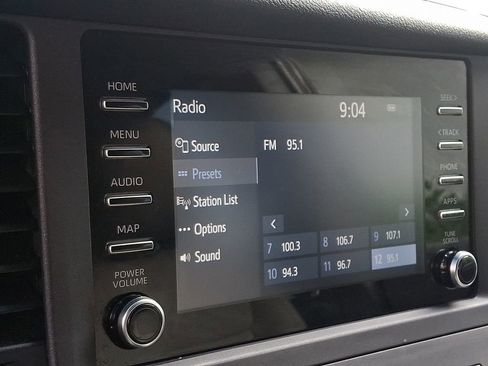 HOME
MENU
AUDIO
MAP
POWER
VOLUME
Radio 9:04
Source
Presets
Station List
Options
Sound
FM 95.1
7 100.3 8 106.7 9 107.1
10 94.3 11 96.7 12 95.1
SEEK>
<TRACK
PHONE
APPS
TUNE
SCROLL